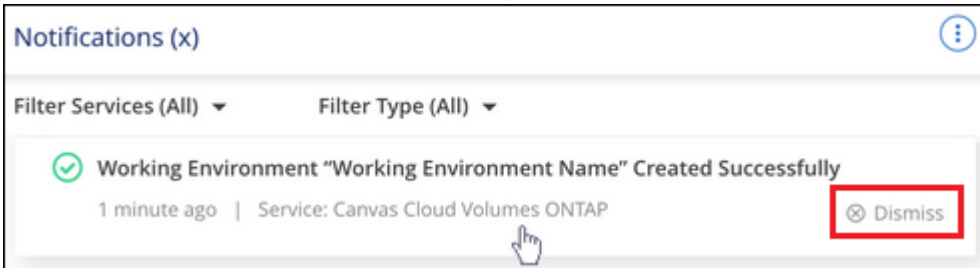 Notifications (x)
Filter Services (All) Filter Type (All)
Working Environment “Working Environment Name” Created Successfully
1 minute ago | Service: Canvas Cloud Volumes ONTAP
Dismiss